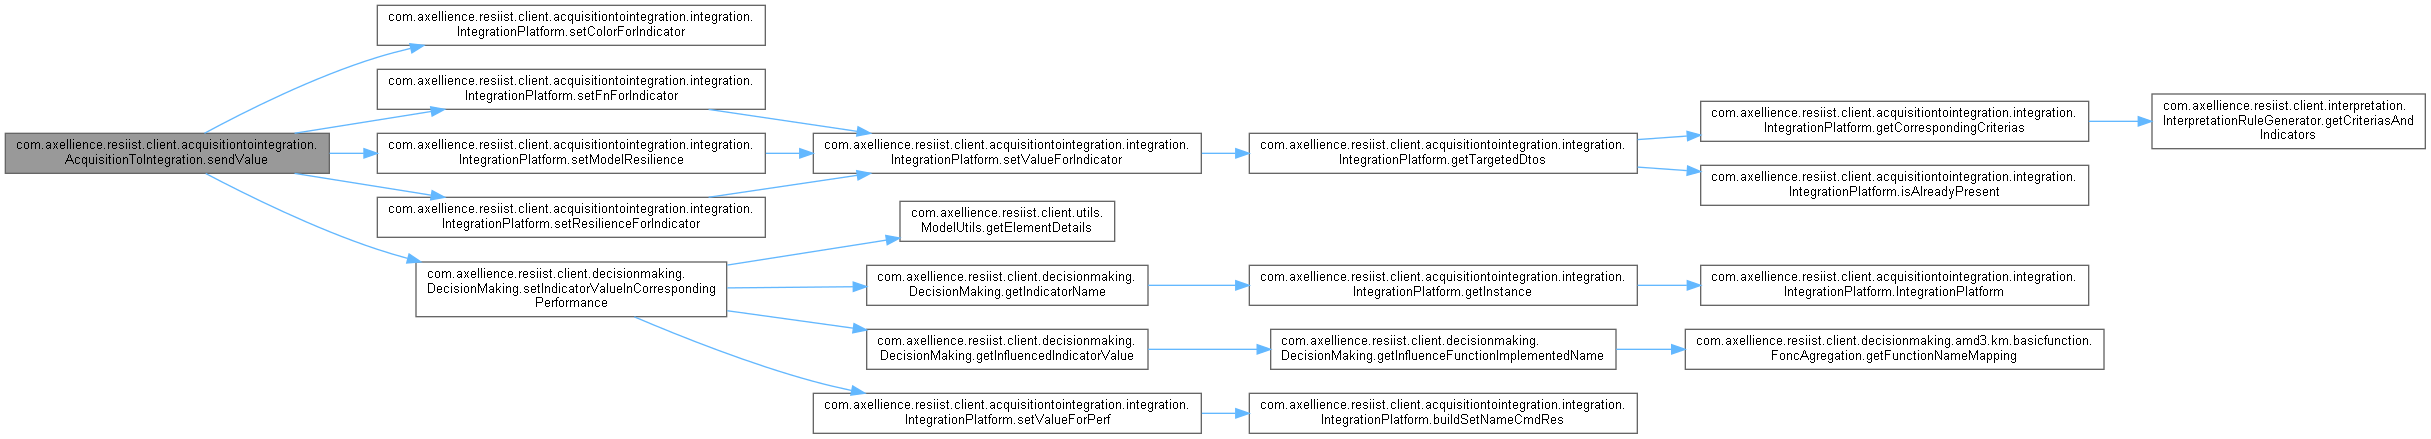 com.axellience.resiist.client.acquisitiontointegration.
AcquisitionToIntegration.sendValue
com.axellience.resiist.client.acquisitiontointegration.integration.
IntegrationPlatform.setColorForIndicator
com.axellience.resiist.client.acquisitiontointegration.integration.
IntegrationPlatform.setFnForIndicator
com.axellience.resiist.client.acquisitiontointegration.integration.
IntegrationPlatform.setModelResilience
com.axellience.resiist.client.acquisitiontointegration.integration.
IntegrationPlatform.setResilienceForIndicator
com.axellience.resiist.client.decisionmaking.
DecisionMaking.setIndicatorValueInCorresponding
Performance
com.axellience.resiist.client.acquisitiontointegration.integration.
IntegrationPlatform.setValueForIndicator
com.axellience.resiist.client.utils.
ModelUtils.getElementDetails
com.axellience.resiist.client.decisionmaking.
DecisionMaking.getIndicatorName
com.axellience.resiist.client.decisionmaking.
DecisionMaking.getInfluencedIndicatorValue
com.axellience.resiist.client.acquisitiontointegration.integration.
IntegrationPlatform.setValueForPerf
com.axellience.resiist.client.acquisitiontointegration.integration.
IntegrationPlatform.getTargetedDtos
com.axellience.resiist.client.acquisitiontointegration.integration.
IntegrationPlatform.getInstance
com.axellience.resiist.client.decisionmaking.
DecisionMaking.getInfluenceFunctionImplementedName
com.axellience.resiist.client.acquisitiontointegration.integration.
IntegrationPlatform.buildSetNameCmdRes
com.axellience.resiist.client.acquisitiontointegration.integration.
IntegrationPlatform.getCorrespondingCriterias
com.axellience.resiist.client.acquisitiontointegration.integration.
IntegrationPlatform.isAlreadyPresent
com.axellience.resiist.client.acquisitiontointegration.integration.
IntegrationPlatform.IntegrationPlatform
com.axellience.resiist.client.decisionmaking.amd3.km.basicfunction.
FoncAgregation.getFunctionNameMapping
com.axellience.resiist.client.interpretation.
InterpretationRuleGenerator.getCriteriasAnd
Indicators